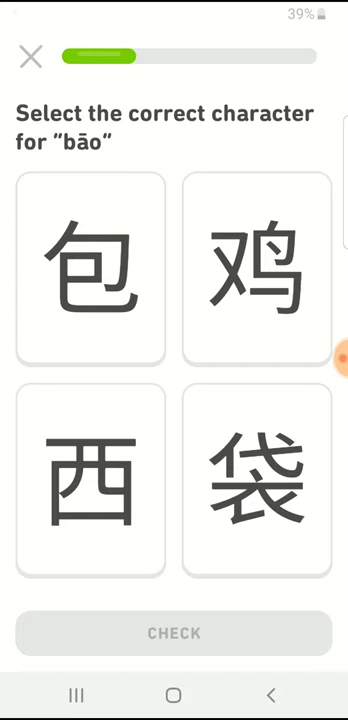 39%
Select the correct character
for "bāo"
包
鸡
西
袋
CHECK